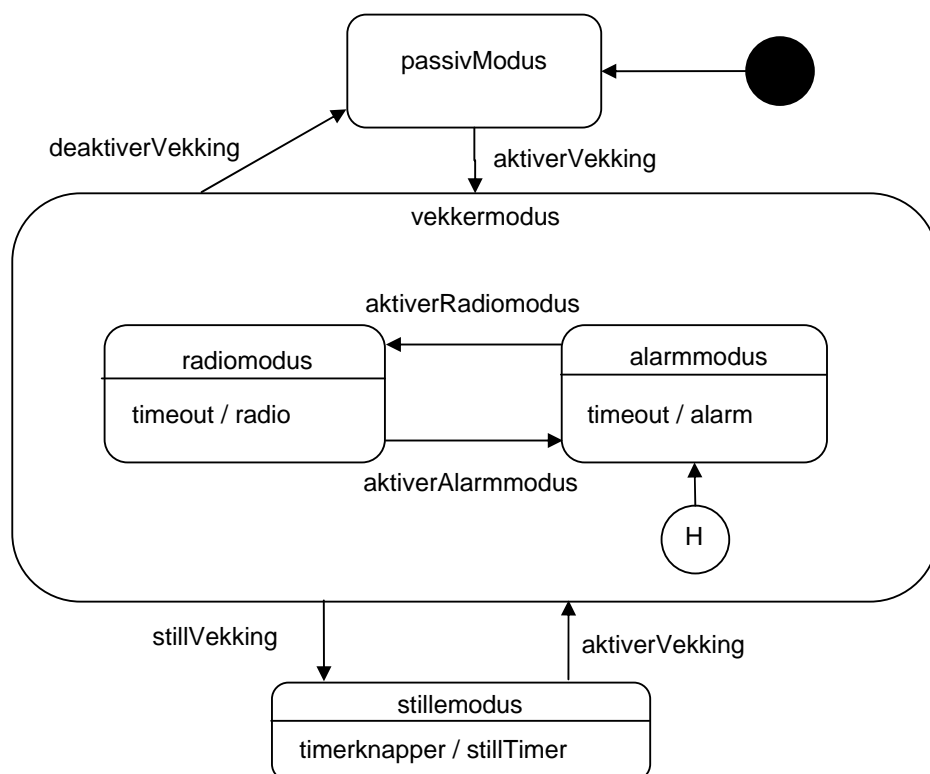 passivModus
deaktiverVekking
aktiverVekking
vekkermodus
aktiverRadiomodus
radiomodus
timeout / radio
alarmmodus
timeout / alarm
aktiverAlarmmodus
H
stillVekking
aktiverVekking
stillemodus
timerknapper / stillTimer